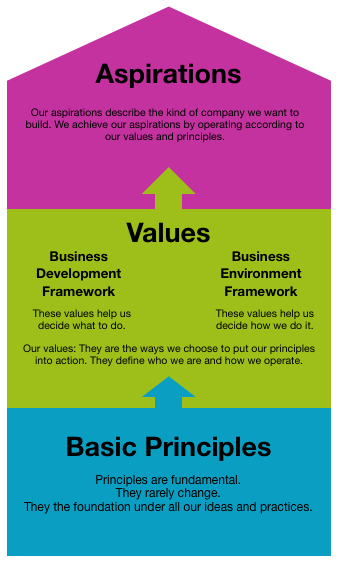 Aspirations
Our aspirations describe the kind of company we want to
build. We achieve our aspirations by operating according to
our values and principles.
Values
Business
Development
Framework
These values help us
decide what to do.
Business
Environment
Framework
These values help us
decide how we do it.
Our values: They are the ways we choose to put our principles
into action. They define who we are and how we operate.
Basic Principles
Principles are fundamental.
They rarely change.
They the foundation under all our ideas and practices.